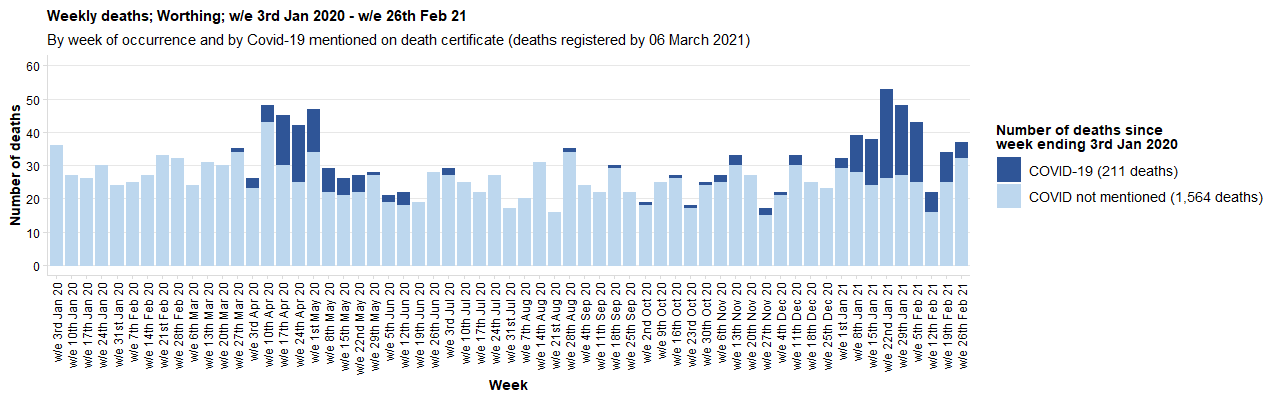 Weekly deaths; Worthing; w/e 3rd Jan 2020 - w/e 26th Feb 21
By week of occurrence and by Covid-19 mentioned on death certificate (deaths registered by 06 March 2021)
Number of deaths
60
50
40
30
20
10
0
w/e 3rd Jan 20
w/e 10th Jan 20
w/e 17th Jan 20
w/e 24th Jan 20
w/e 31st Jan 20
w/e 7th Feb 20
w/e 14th Feb 20
w/e 21st Feb 20
w/e 28th Feb 20
w/e 6th Mar 20
w/e 13th Mar 20
w/e 20th Mar 20
w/e 27th Mar 20
w/e 3rd Apr 20
w/e 10th Apr 20
w/e 17th Apr 20
w/e 24th Apr 20
w/e 1st May 20
w/e 8th May 20
w/e 15th May 20
w/e 22nd May 20
w/e 29th May 20
w/e 5th Jun 20
w/e 12th Jun 20
w/e 19th Jun 20
w/e 26th Jun 20
w/e 3rd Jul 20
w/e 10th Jul 20
w/e 17th Jul 20
w/e 24th Jul 20
w/e 31st Jul 20
w/e 7th Aug 20
w/e 14th Aug 20
w/e 21st Aug 20
w/e 28th Aug 20
w/e 4th Sep 20
w/e 11th Sep 20
w/e 18th Sep 20
w/e 25th Sep 20
w/e 2nd Oct 20
w/e 9th Oct 20
w/e 16th Oct 20
w/e 23rd Oct 20
w/e 30th Oct 20
w/e 6th Nov 20
w/e 13th Nov 20
w/e 20th Nov 20
w/e 27th Nov 20
w/e 4th Dec 20
w/e 11th Dec 20
w/e 18th Dec 20
w/e 25th Dec 20
w/e 1st Jan 21
w/e 8th Jan 21
w/e 15th Jan 21
w/e 22nd Jan 21
w/e 29th Jan 21
w/e 5th Feb 21
w/e 12th Feb 21
w/e 19th Feb 21
w/e 26th Feb 21
Week
Number of deaths since
week ending 3rd Jan 2020
COVID-19 (211 deaths)
COVID not mentioned (1,564 deaths)